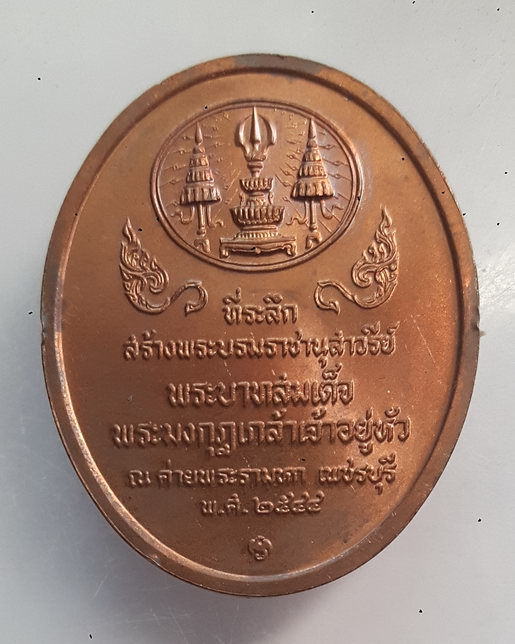 ที่ระลึก
สร้างพระบรมราชานุสาวรีย์
พระบาทสมเด็จ
พระมงกุฎเกล้าเจ้าอยู่หัว
ณ ค่ายพระรามหก เพชรบุรี
พ.ศ. ๒๕๔๔